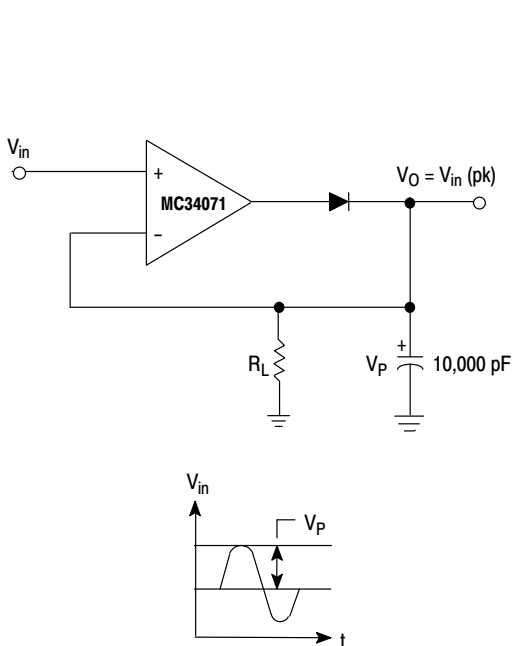 Vin
+
MC34071
–
VO = Vin (pk)
RL
+
VP
10,000 pF
Vin
VP
t